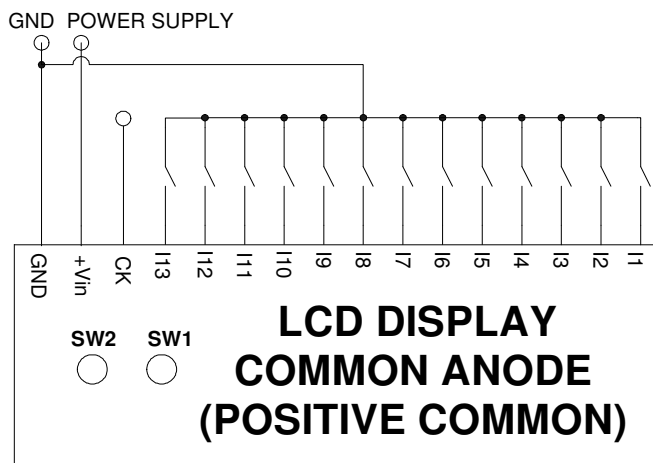 GND POWER SUPPLY
GND +Vin CK I13 I12 I11 I10 I9 I8 I7 I6 I5 I4 I3 I2 I1
SW2 SW1
LCD DISPLAY
COMMON ANODE
(POSITIVE COMMON)